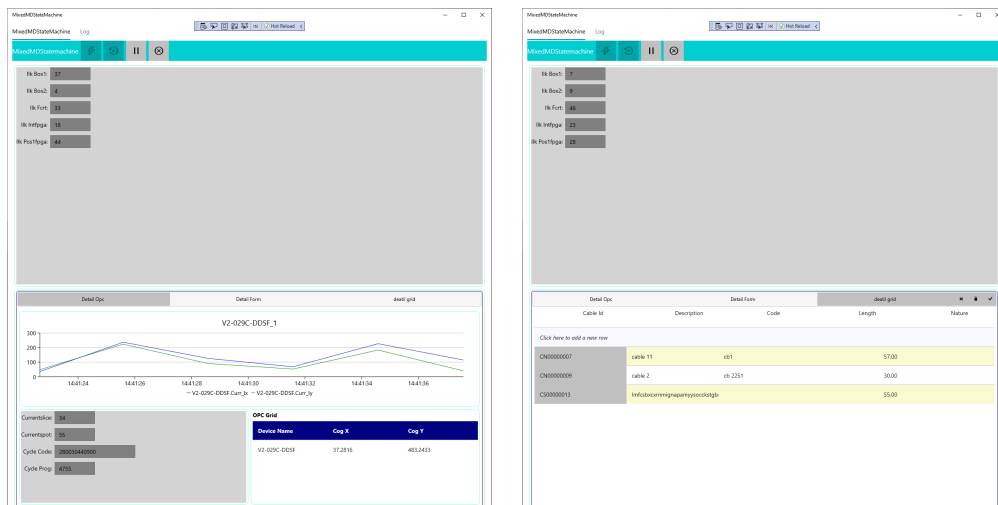 MixedMDStateMachine
Hot Reload
MixedMDStateMachine Log
MixedMDStatemachine
Ilk Box1: 37
Ilk Box2: 4
Ilk Fcrt: 33
Ilk Intfpga: 18
Ilk Pos1fpga: 44
Detail Opc Detail Form deatil grid
V2-029C-DDSF_1
300
200
100
0
14:41:24 14:41:26 14:41:28 14:41:30 14:41:32 14:41:34 14:41:36
V2-029C-DDSF.Curr_Ix V2-029C-DDSF.Curr_Iy
Currentslice: 34
Currentspot: 55
Cycle Code: 280030440900
Cycle Prog: 4755
OPC Grid
Device Name Cog X Cog Y
V2-029C-DDSF 37.2816 483.2433
MixedMDStateMachine
Hot Reload
MixedMDStateMachine Log
MixedMDStatemachine
Ilk Box1: 7
Ilk Box2: 9
Ilk Fcrt: 46
Ilk Intfpga: 23
Ilk Pos1fpga: 28
Detail Opc Detail Form deatil grid
Cable Id Description Code Length Nature
Click here to add a new row
CN00000007 cable 11 cb1 57.00
CN00000009 cable 2 cb 2251 30.00
CS00000013 55.00